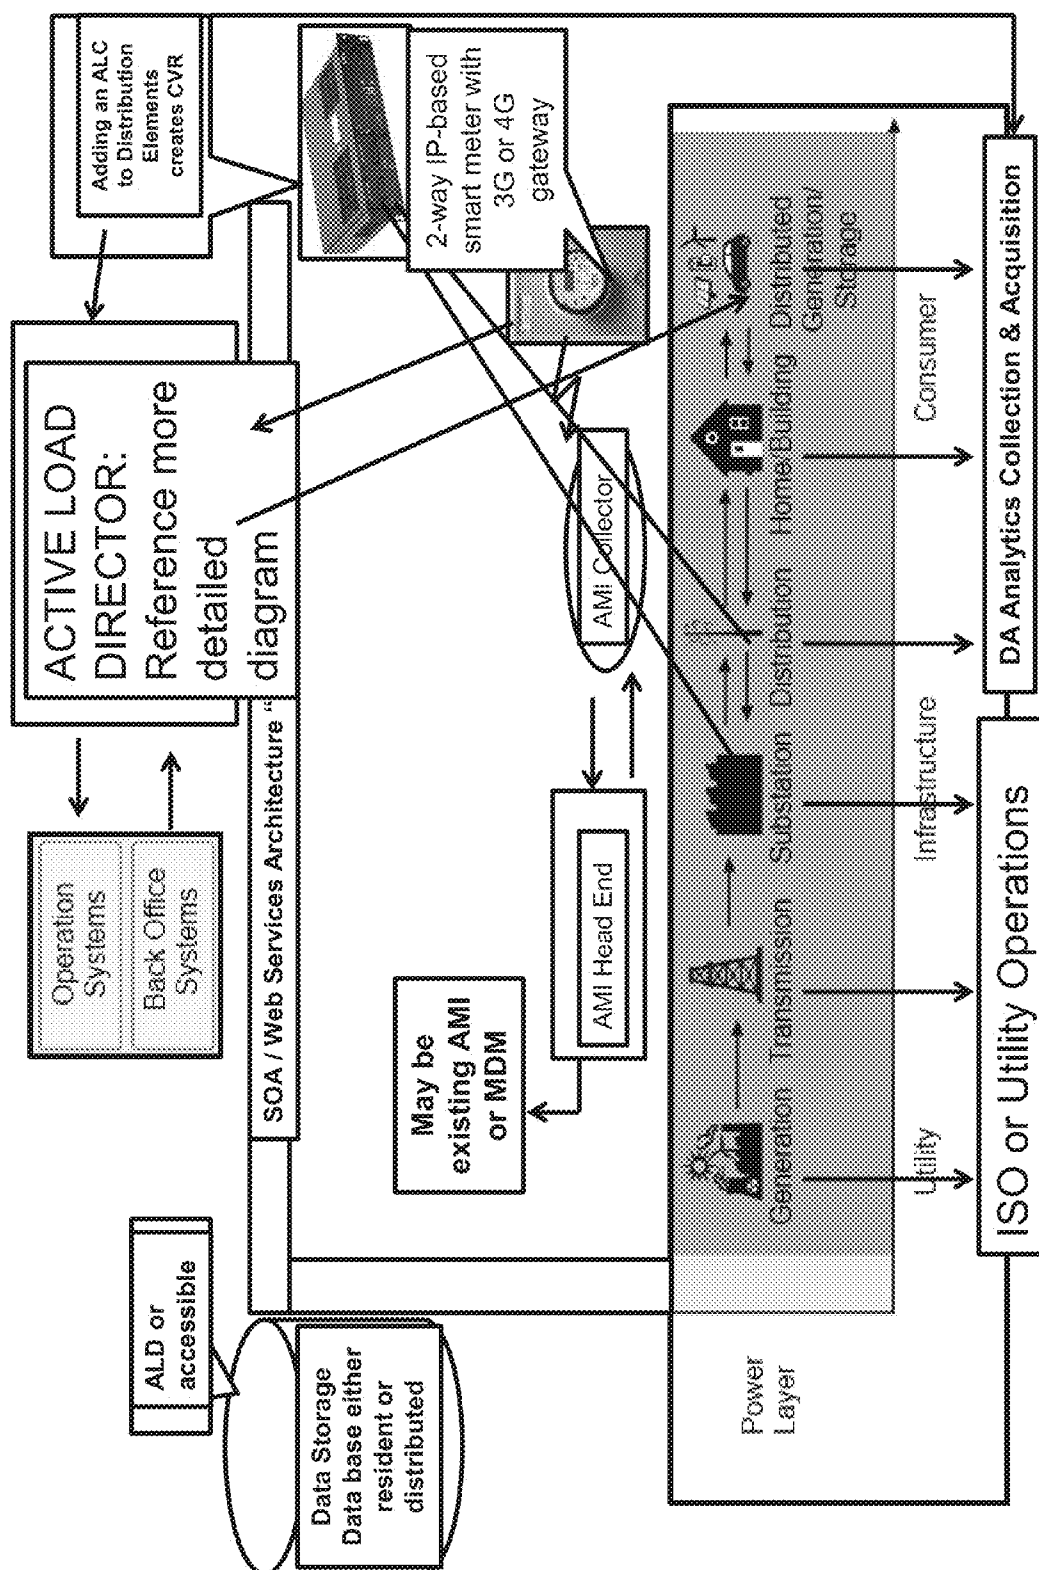 ALD or
accessible
Data Storage
Data base either
resident or
distributed
Operation
Systems
Back Office
Systems
ACTIVE LOAD
DIRECTOR:
Reference more
detailed
diagram
Adding an ALC
to Distribution
Elements
creates CVR
SOA / Web Services Architecture "
2-way IP-based
smart meter with
3G or 4G
gateway
May be
existing AMI
or MDM
AMI Head End
AMI Collector
Power
Layer
Generation Transmission Substation Distribution Home Building Distributed
Generation/
Storage
Utility Infrastructure Consumer
ISO or Utility Operations
DA Analytics Collection & Acquisition